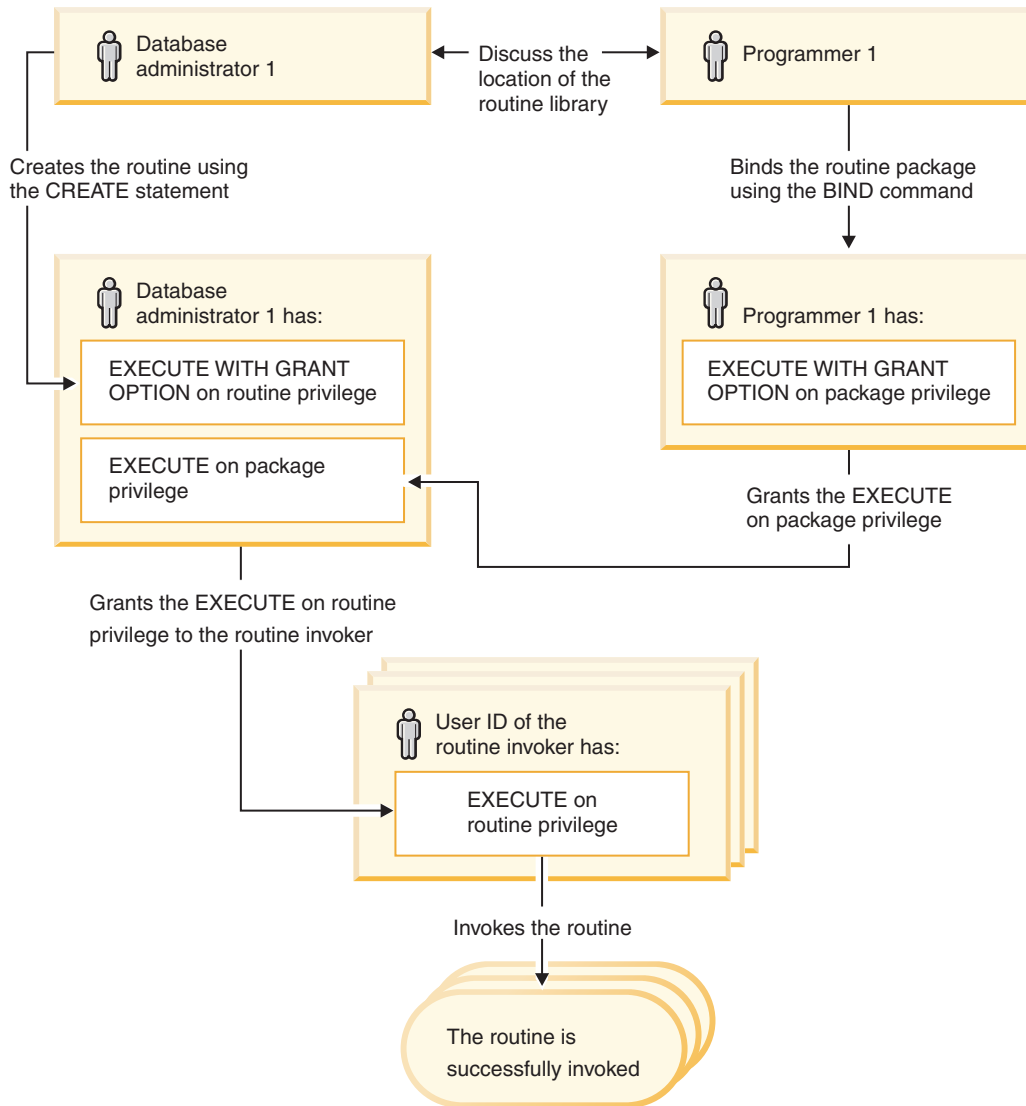 Database
administrator 1
Discuss the
location of the
routine library
Programmer 1
Creates the routine using
the CREATE statement
Binds the routine package
using the BIND command
Database
administrator 1 has:
EXECUTE WITH GRANT
OPTION on routine privilege
EXECUTE on package
privilege
Programmer 1 has:
EXECUTE WITH GRANT
OPTION on package privilege
Grants the EXECUTE
on package privilege
Grants the EXECUTE on routine
privilege to the routine invoker
User ID of the
routine invoker has:
EXECUTE on
routine privilege
Invokes the routine
The routine is
successfully invoked